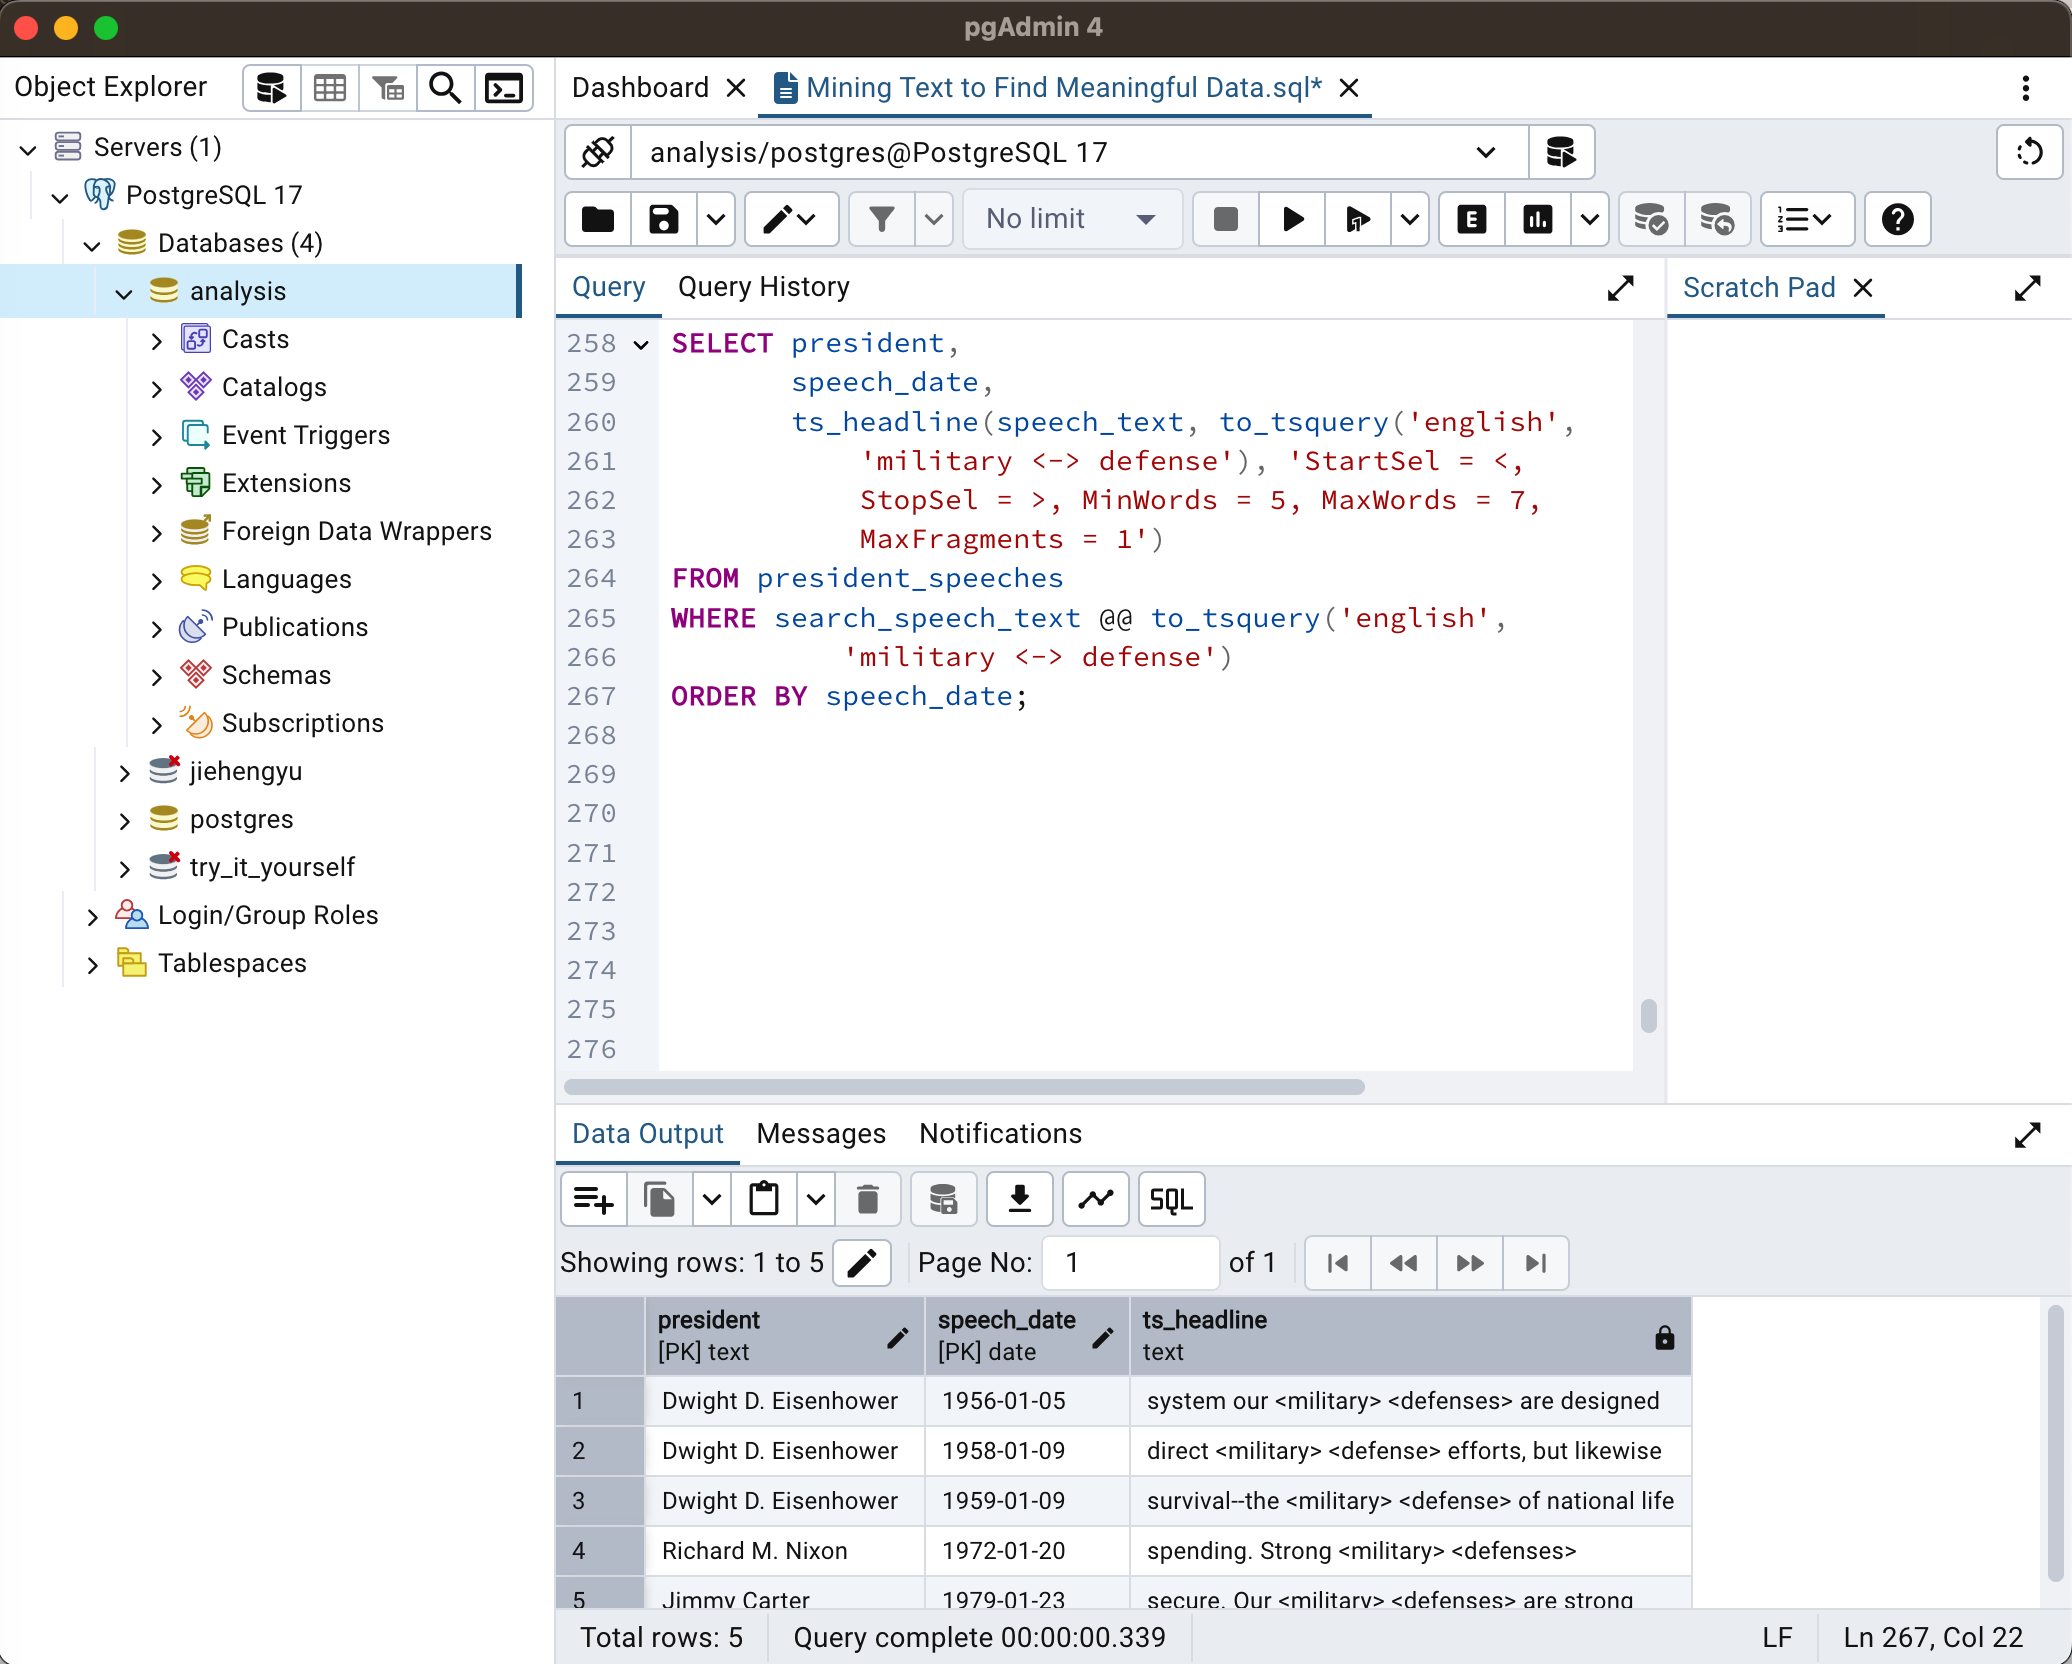 pgAdmin 4
Object Explorer
Servers (1)
PostgreSQL 17
Databases (4)
analysis
Casts
Catalogs
Event Triggers
Extensions
Foreign Data Wrappers
Languages
Publications
Schemas
Subscriptions
jiehengyu
postgres
try_it_yourself
Login/Group Roles
Tablespaces
Dashboard
Mining Text to Find Meaningful Data.sql*
analysis/postgres@PostgreSQL 17
No limit
E
Query
Query History
Scratch Pad
258 SELECT president,
259 speech_date,
260 ts_headline(speech_text, to_tsquery('english',
261 'military <-> defense'), 'StartSel = <,
262 StopSel = >, MinWords = 5, MaxWords = 7,
263 MaxFragments = 1')
264 FROM president_speeches
265 WHERE search_speech_text @@ to_tsquery('english',
266 'military <-> defense')
267 ORDER BY speech_date;
268
269
270
271
272
273
274
275
276
Data Output
Messages
Notifications
SQL
Showing rows: 1 to 5
Page No: 1 of 1
president speech_date ts_headline
[PK] text [PK] date text
1 Dwight D. Eisenhower 1956-01-05 system our <military> <defenses> are designed
2 Dwight D. Eisenhower 1958-01-09 direct <military> <defense> efforts, but likewise
3 Dwight D. Eisenhower 1959-01-09 survival--the <military> <defense> of national life
4 Richard M. Nixon 1972-01-20 spending. Strong <military> <defenses>
5 Jimmy Carter 1979-01-23 secure. Our <military> <defenses> are strong
Total rows: 5
Query complete 00:00:00.339
LF
Ln 267, Col 22